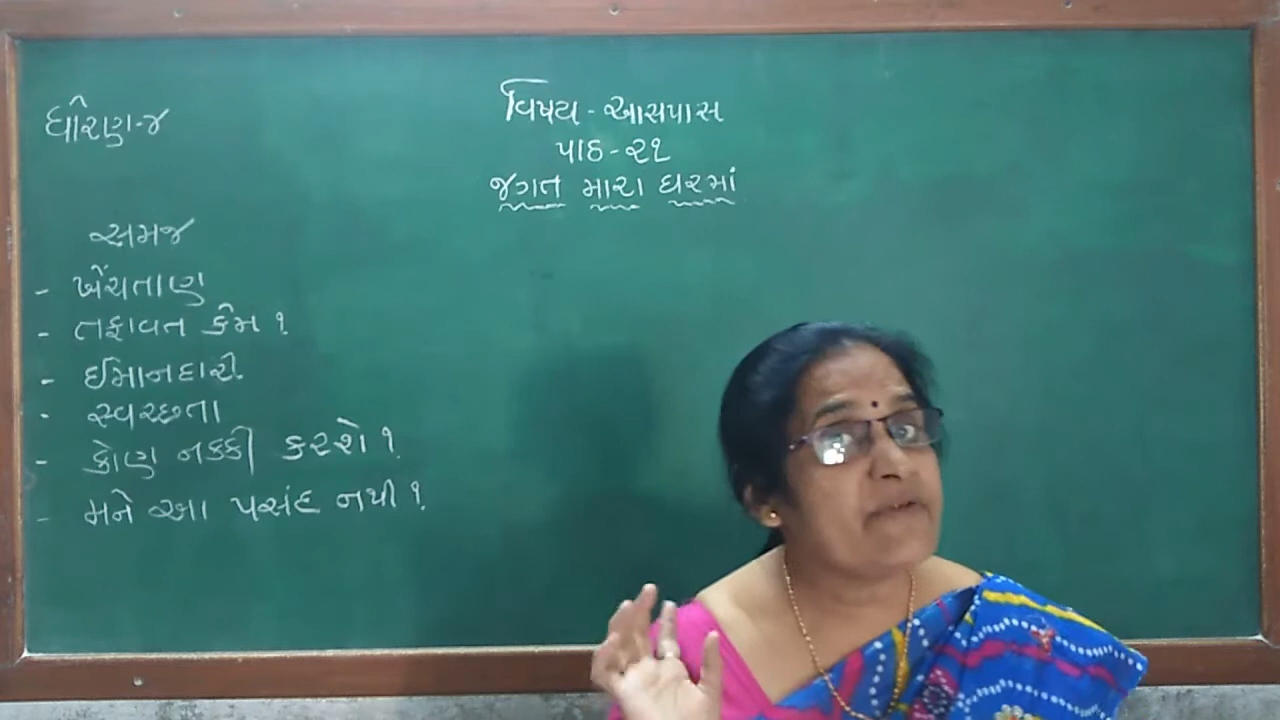 ધોરણ-૪
વિષય - આસપાસ
પાઠ - ૨૧
જગત મારા ઘરમાં
સમજ
- ખેંચતાણ
- તફાવત કેમ ?
- ઈમાનદારી
- સ્વચ્છતા
- કોણ નક્કી કરશે ?
- મને આ પસંદ નથી ?